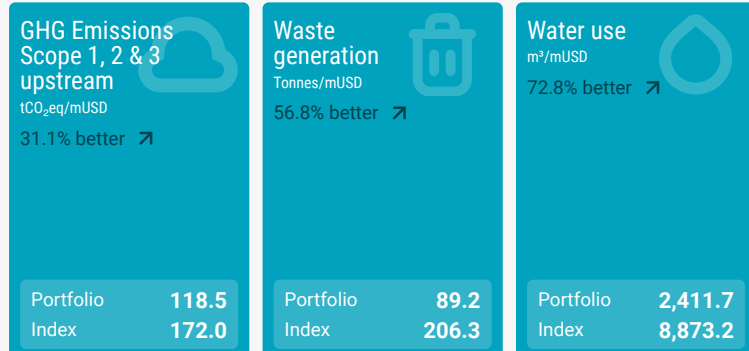 GHG Emissions
Scope 1, 2 & 3
upstream
tCO₂eq/mUSD
31.1% better
Portfolio 118.5
Index 172.0
Waste
generation
Tonnes/mUSD
56.8% better
Portfolio 89.2
Index 206.3
Water use
m³/mUSD
72.8% better
Portfolio 2,411.7
Index 8,873.2